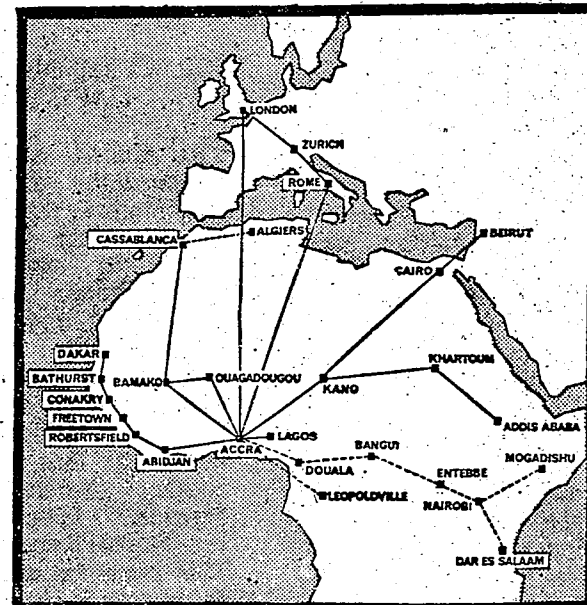 LONDON
ZURICH
ROME
CASSABLANCA
ALGIERS
BEIRUT
CAIRO
DAKAR
BATHURST
BAMAKO
OUAGADOUGOU
KANO
KHARTOUM
CONAKRY
FREETOWN
ROBERTSFIELD
ABIDJAN
ACCRA
LAGOS
ADDIS ABABA
BANGUI
MOGADISHU
DOUALA
ENTEBBE
LEOPOLDVILLE
NAIROBI
DAR ES SALAAM